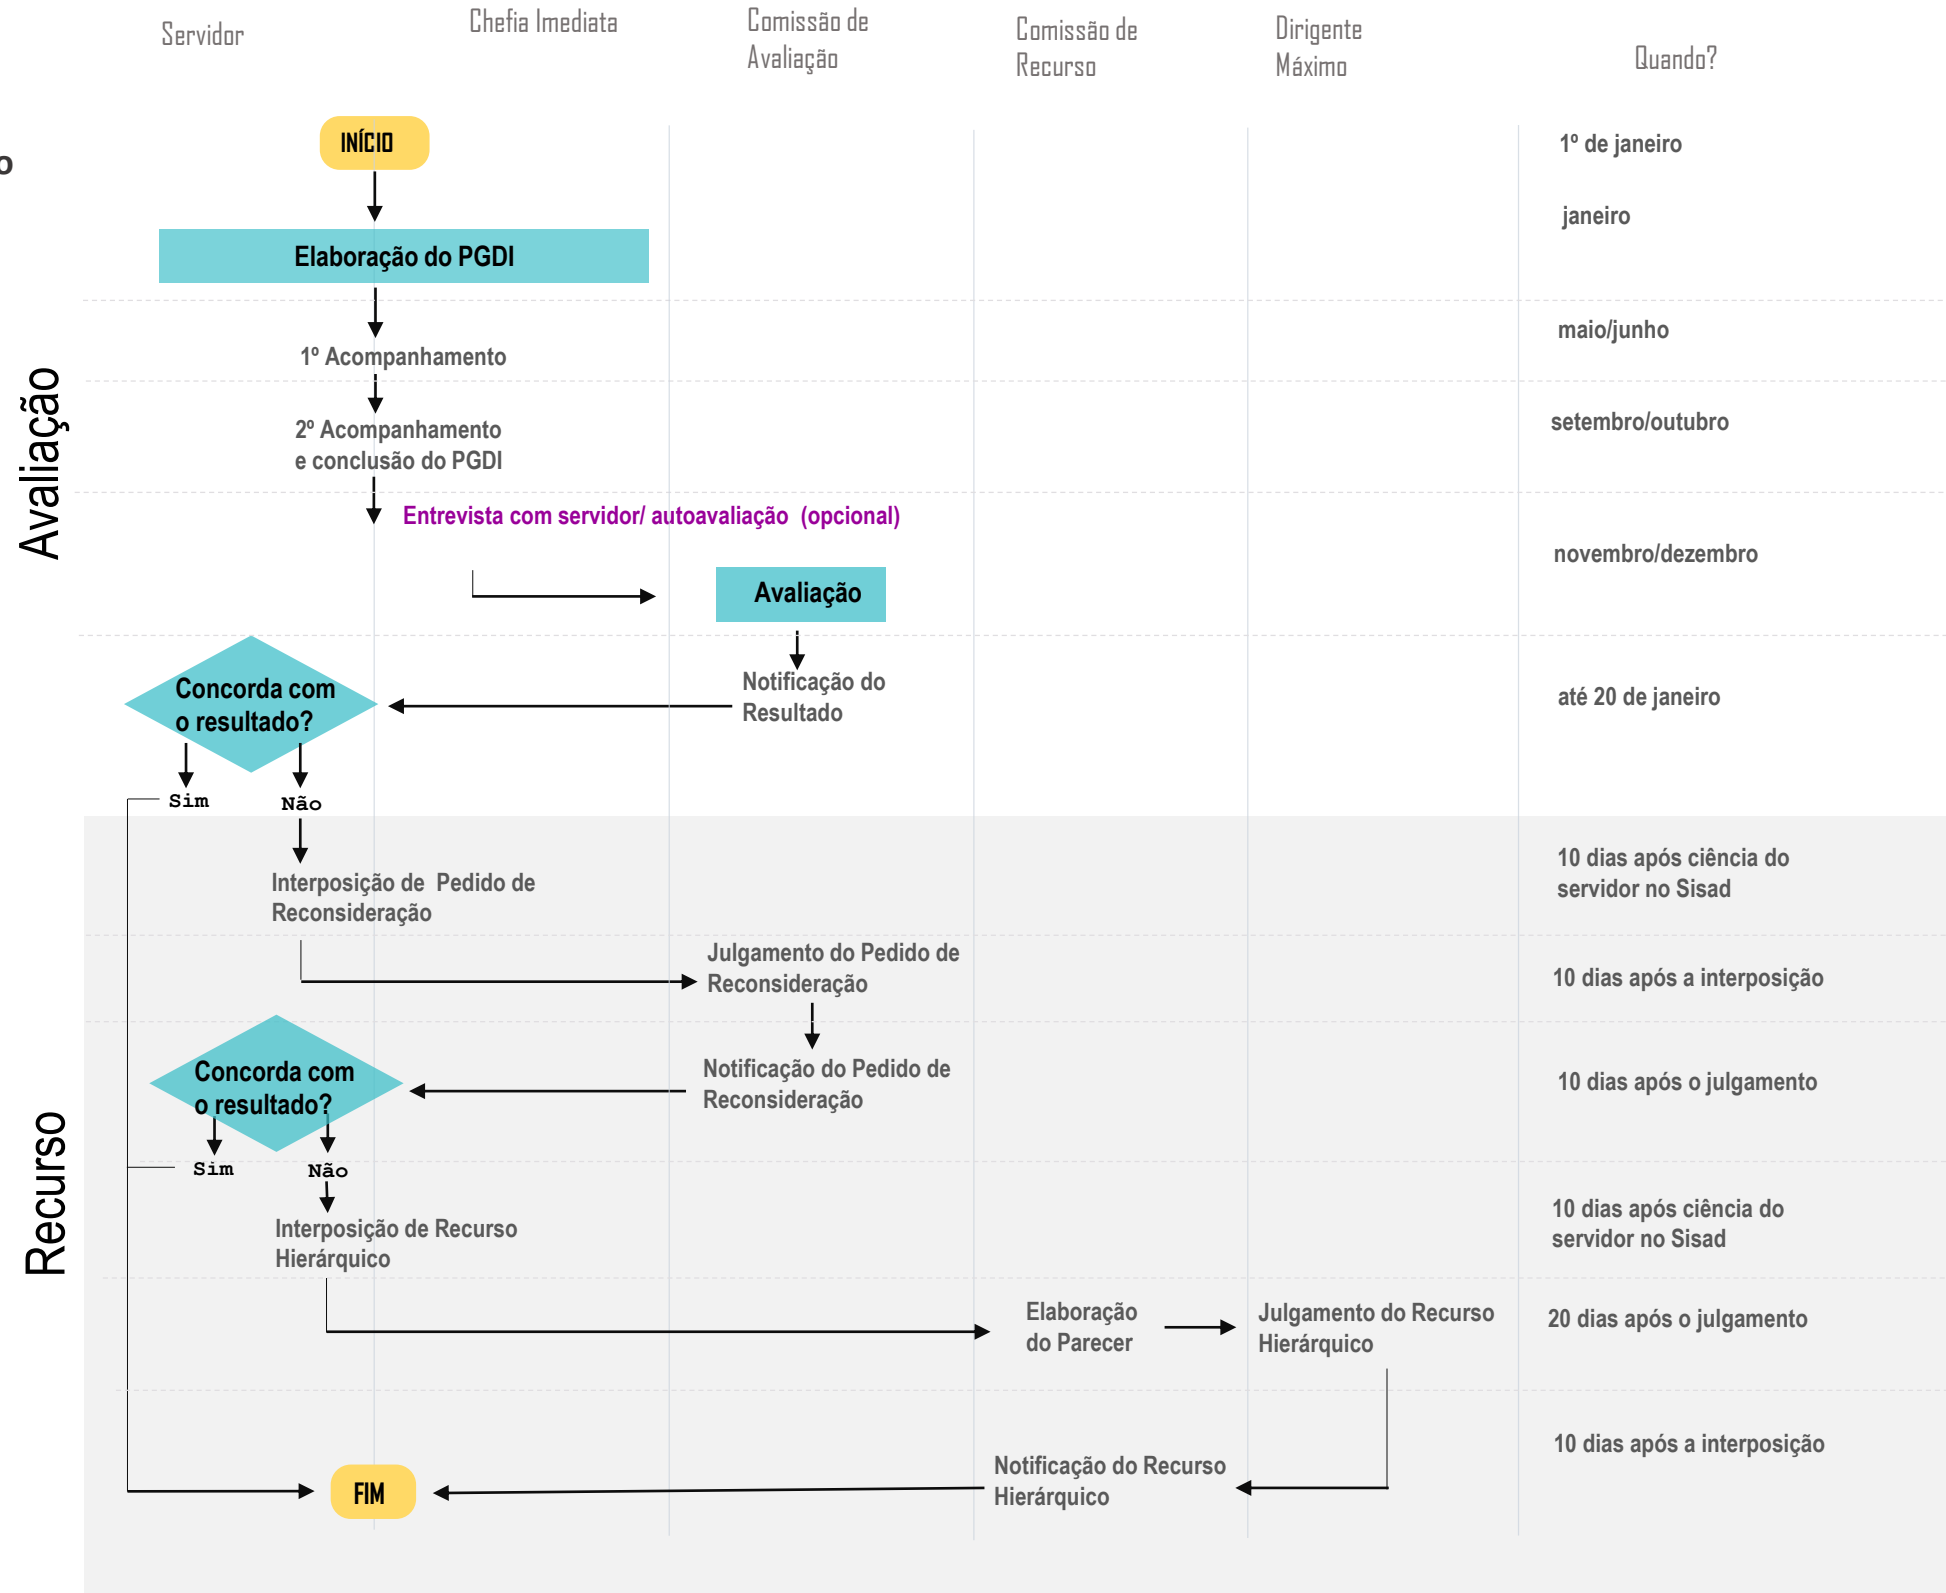 Servidor
Chefia Imediata
Comissão de
Avaliação
Comissão de
Recurso
Dirigente
Máximo
Quando?
o
INÍCIO
1º de janeiro
janeiro
Elaboração do PGDI
Avaliação
maio/junho
1º Acompanhamento
2º Acompanhamento
e conclusão do PGDI
setembro/outubro
Entrevista com servidor/ autoavaliação (opcional)
novembro/dezembro
Avaliação
Concorda com
o resultado?
Notificação do
Resultado
até 20 de janeiro
Sim
Não
Recurso
Interposição de Pedido de
Reconsideração
10 dias após ciência do
servidor no Sisad
Julgamento do Pedido de
Reconsideração
10 dias após a interposição
Concorda com
o resultado?
Notificação do Pedido de
Reconsideração
10 dias após o julgamento
Sim
Não
Interposição de Recurso
Hierárquico
10 dias após ciência do
servidor no Sisad
Elaboração
do Parecer
Julgamento do Recurso
Hierárquico
20 dias após o julgamento
10 dias após a interposição
Notificação do Recurso
Hierárquico
FIM